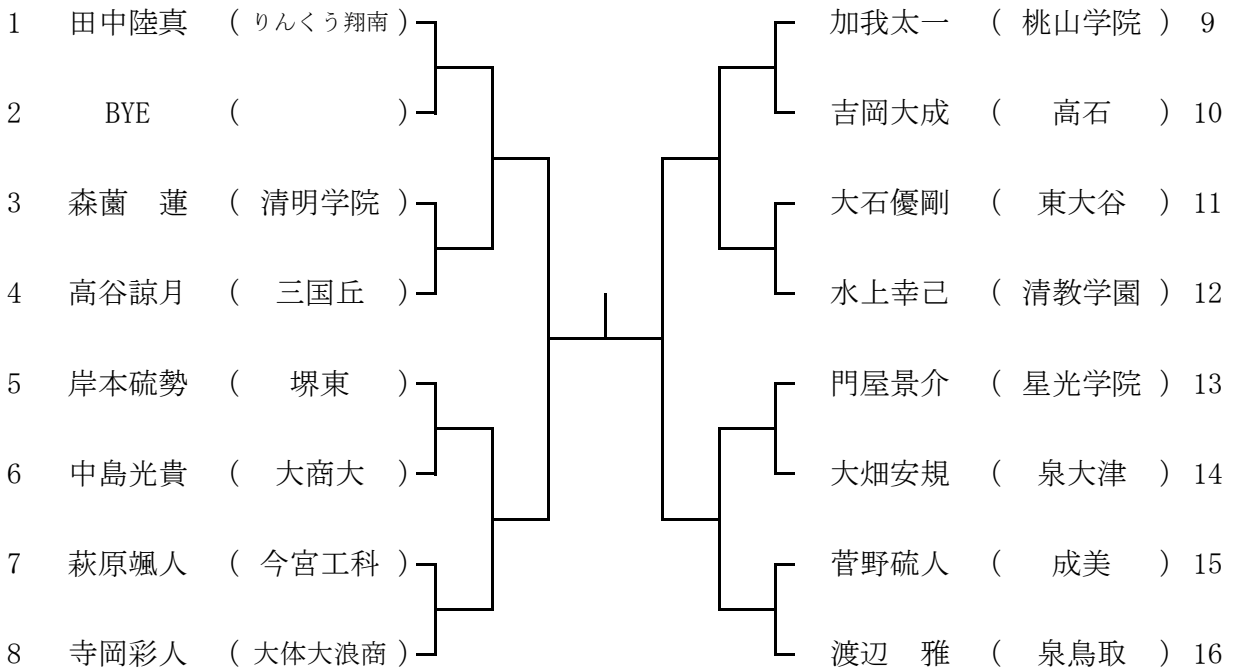 1 田中陸真 ( りんくう翔南 )
2 BYE ( )
3 森薗 蓮 ( 清明学院 )
4 高谷諒月 ( 三国丘 )
5 岸本硫勢 ( 堺東 )
6 中島光貴 ( 大商大 )
7 萩原颯人 ( 今宮工科 )
8 寺岡彩人 ( 大体大浪商 )
加我太一 ( 桃山学院 ) 9
吉岡大成 ( 高石 ) 10
大石優剛 ( 東大谷 ) 11
水上幸己 ( 清教学園 ) 12
門屋景介 ( 星光学院 ) 13
大畑安規 ( 泉大津 ) 14
菅野硫人 ( 成美 ) 15
渡辺 雅 ( 泉鳥取 ) 16